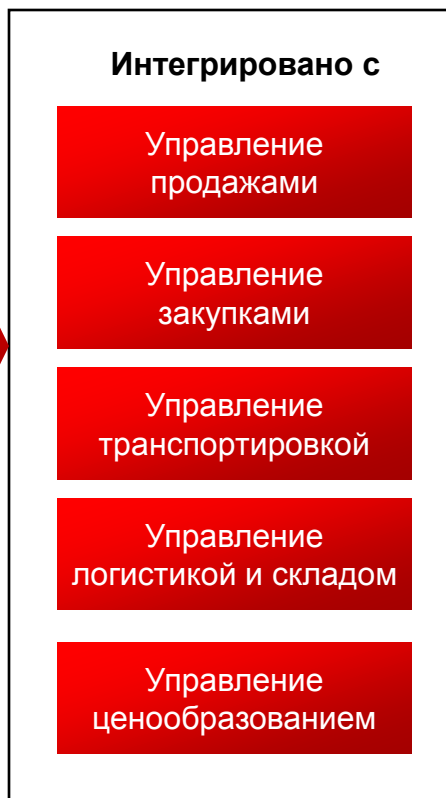 Интегрировано с
Управление
продажами
Управление
закупками
Управление
транспортировкой
Управление
логистикой и складом
Управление
ценообразованием